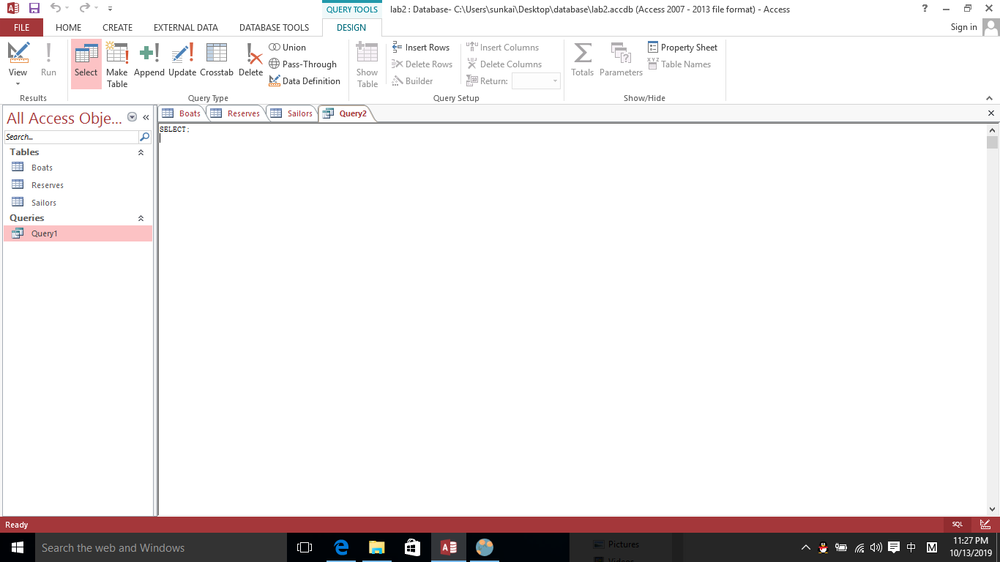 QUERY TOOLS
lab2 : Database- C:\Users\sunkai\Desktop\database\lab2.accdb (Access 2007 - 2013 file format) - Access
FILE HOME CREATE EXTERNAL DATA DATABASE TOOLS DESIGN Sign in
View
Run
Results
Select
Make Table
Append
Update
Crosstab
Delete
Union
Pass-Through
Data Definition
Query Type
Show Table
Insert Rows
Delete Rows
Builder
Insert Columns
Delete Columns
Return:
Query Setup
Totals
Parameters
Property Sheet
Table Names
Show/Hide
All Access Obje...
Search...
Tables
Boats
Reserves
Sailors
Queries
Query1
Boats Reserves Sailors Query2
SELECT;
Ready
SQL
Search the web and Windows
Pictures
Videos
中
M
11:27 PM
10/13/2019